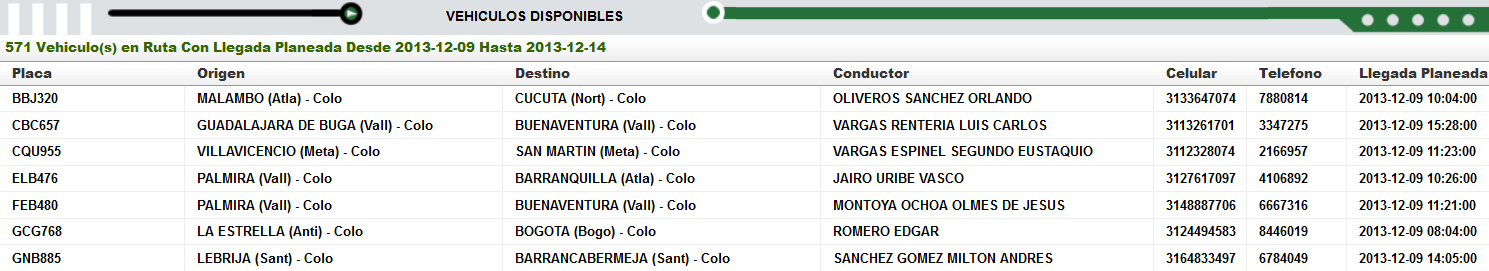 VEHICULOS DISPONIBLES
571 Vehiculo(s) en Ruta Con Llegada Planeada Desde 2013-12-09 Hasta 2013-12-14
Placa Origen Destino Conductor Celular Telefono Llegada Planeada
BBJ320 MALAMBO (Atla) - Colo CUCUTA (Nort) - Colo OLIVEROS SANCHEZ ORLANDO 3133647074 7880814 2013-12-09 10:04:00
CBC657 GUADALAJARA DE BUGA (Vall) - Colo BUENAVENTURA (Vall) - Colo VARGAS RENTERIA LUIS CARLOS 3113261701 3347275 2013-12-09 15:28:00
CQU955 VILLAVICENCIO (Meta) - Colo SAN MARTIN (Meta) - Colo VARGAS ESPINEL SEGUNDO EUSTAQUIO 3112328074 2166957 2013-12-09 11:23:00
ELB476 PALMIRA (Vall) - Colo BARRANQUILLA (Atla) - Colo JAIRO URIBE VASCO 3127617097 4106892 2013-12-09 10:26:00
FEB480 PALMIRA (Vall) - Colo BUENAVENTURA (Vall) - Colo MONTOYA OCHOA OLMES DE JESUS 3148887706 6667316 2013-12-09 11:21:00
GCG768 LA ESTRELLA (Anti) - Colo BOGOTA (Bogo) - Colo ROMERO EDGAR 3124494583 8446019 2013-12-09 08:04:00
GNB885 LEBRIJA (Sant) - Colo BARRANCABERMEJA (Sant) - Colo SANCHEZ GOMEZ MILTON ANDRES 3164833497 6784049 2013-12-09 14:05:00